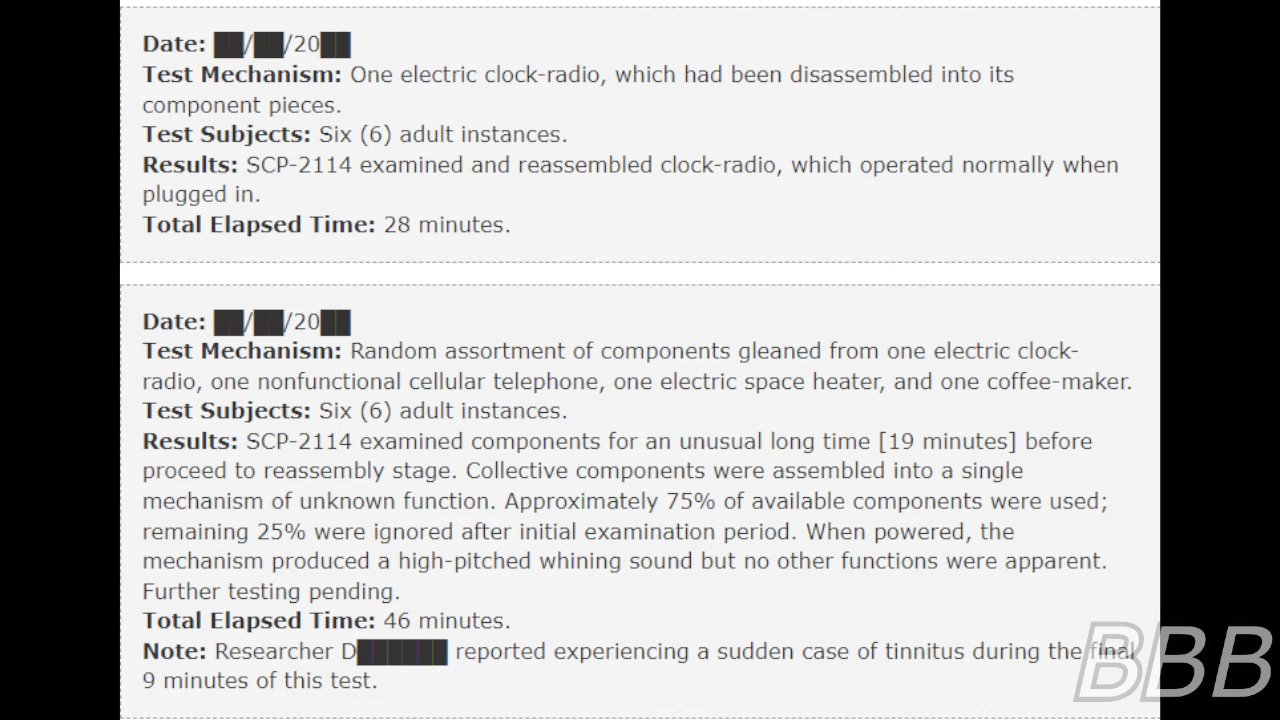 Date: ██/██/20██
Test Mechanism: One electric clock-radio, which had been disassembled into its
component pieces.
Test Subjects: Six (6) adult instances.
Results: SCP-2114 examined and reassembled clock-radio, which operated normally when
plugged in.
Total Elapsed Time: 28 minutes.
Date: ██/██/20██
Test Mechanism: Random assortment of components gleaned from one electric clock-
radio, one nonfunctional cellular telephone, one electric space heater, and one coffee-maker.
Test Subjects: Six (6) adult instances.
Results: SCP-2114 examined components for an unusual long time [19 minutes] before
proceed to reassembly stage. Collective components were assembled into a single
mechanism of unknown function. Approximately 75% of available components were used;
remaining 25% were ignored after initial examination period. When powered, the
mechanism produced a high-pitched whining sound but no other functions were apparent.
Further testing pending.
Total Elapsed Time: 46 minutes.
Note: Researcher D██████ reported experiencing a sudden case of tinnitus during the final
9 minutes of this test.
BBB